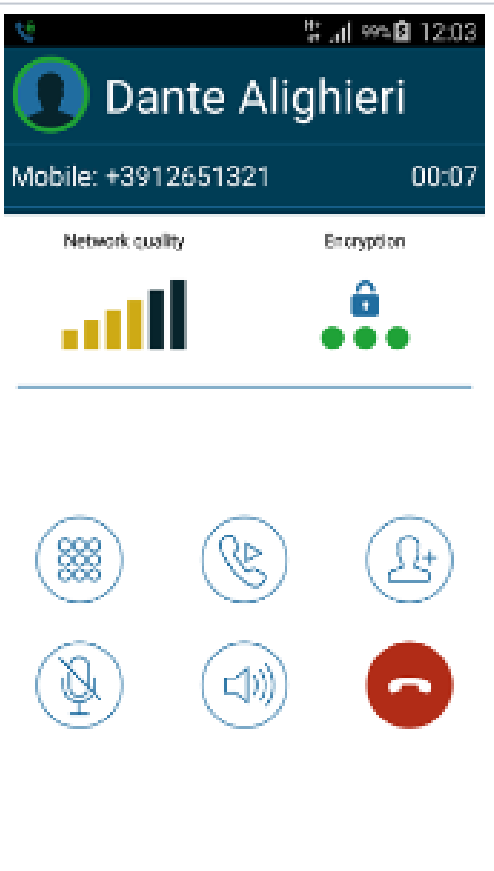 H+ 99% 12:03
Dante Alighieri
Mobile: +3912651321 00:07
Network quality Encryption